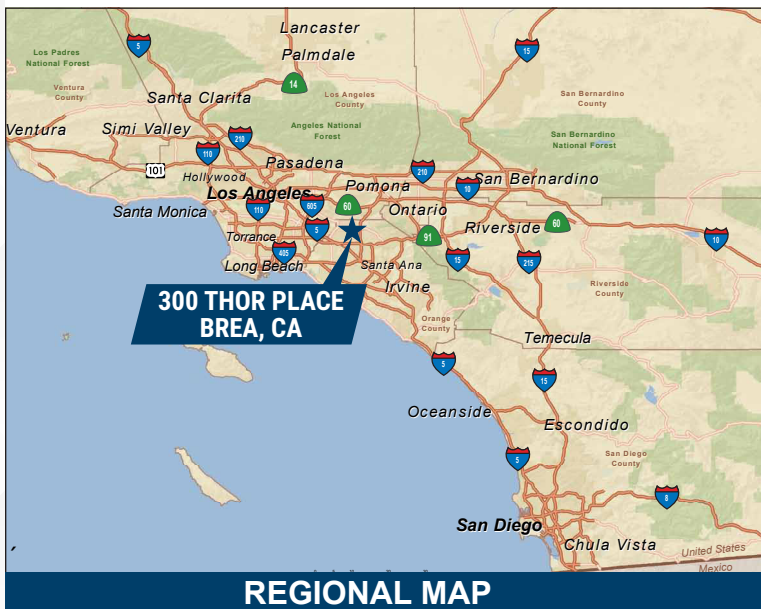 Lancaster
Palmdale
5
15
Los Padres
National Forest
14
Ventura
County
Los Angeles
County
San Bernardino
County
Santa Clarita
Ventura
Simi Valley
210
Angeles National
Forest
San Bernardino
National Forest
110
Pasadena
101
Hollywood
210
San Bernardino
Los Angeles
Pomona
10
Santa Monica
110
605
60
Ontario
Riverside
60
Torrance
5
91
10
405
15
215
Long Beach
Santa Ana
Irvine
Riverside
County
300 THOR PLACE
BREA, CA
Orange
County
Temecula
5
15
Oceanside
Escondido
San Diego
County
5
8
San Diego
Chula Vista
United States
Mexico
REGIONAL MAP